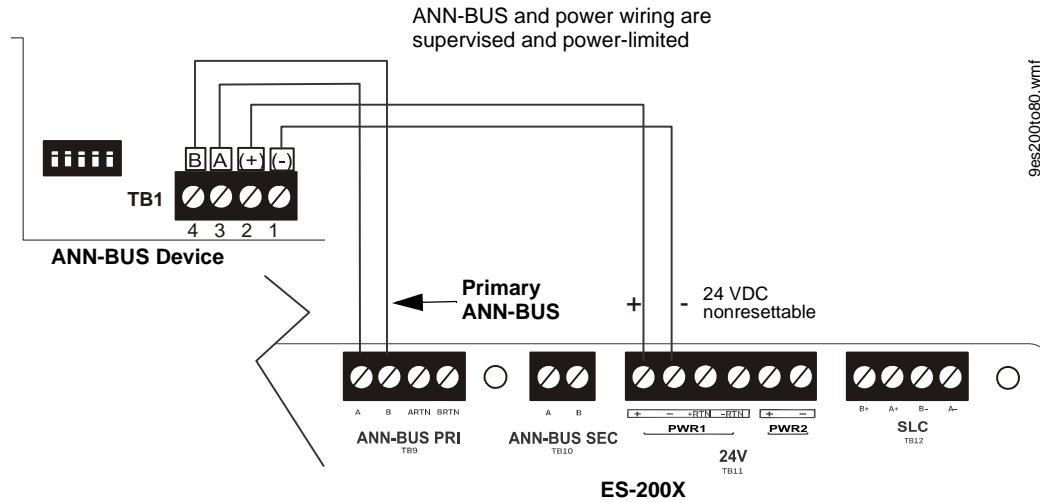 ANN-BUS and power wiring are
supervised and power-limited
9es200to80.wmf
B A (+) (-)
TB1
4 3 2 1
ANN-BUS Device
Primary
ANN-BUS
+ -
24 VDC
nonresettable
A B ARTN BRTN
ANN-BUS PRI
TB9
A B
ANN-BUS SEC
TB10
+ − +RTN −RTN + −
PWR1 PWR2
24V
TB11
B+ A+ B- A-
SLC
TB12
ES-200X